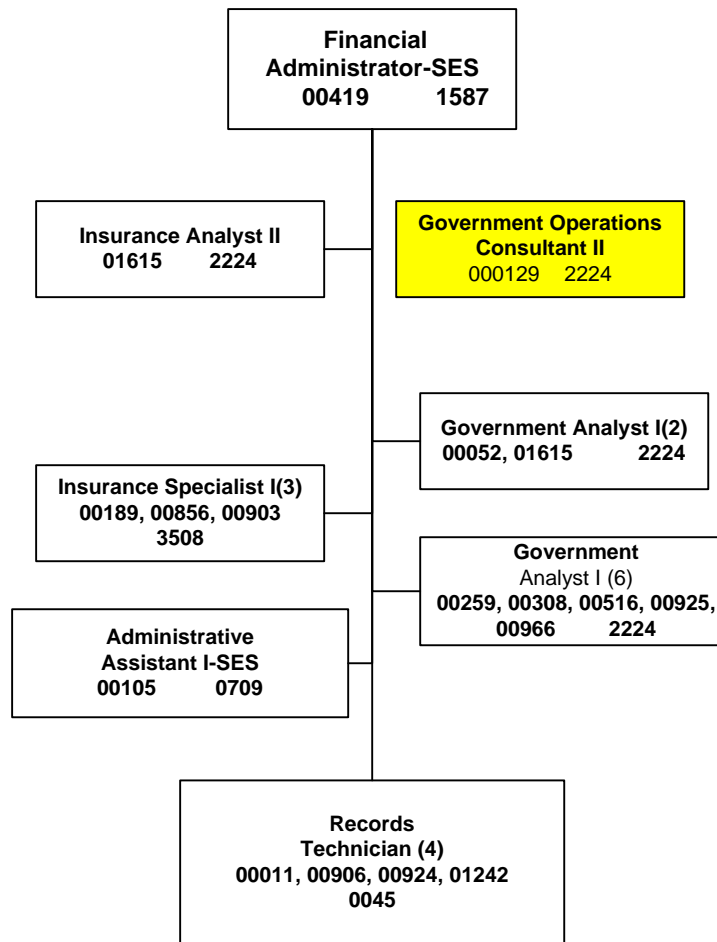 Financial
Administrator-SES
00419 1587
Insurance Analyst II
01615 2224
Government Operations
Consultant II
000129 2224
Government Analyst I(2)
00052, 01615 2224
Insurance Specialist I(3)
00189, 00856, 00903
3508
Government
Analyst I (6)
00259, 00308, 00516, 00925,
00966 2224
Administrative
Assistant I-SES
00105 0709
Records
Technician (4)
00011, 00906, 00924, 01242
0045